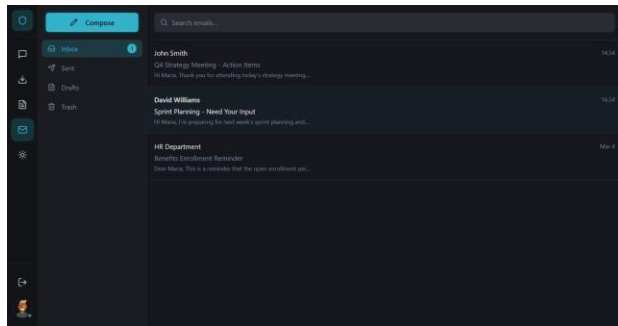 Compose
Search emails...
Inbox 1
Sent
Drafts
Trash
John Smith 14:34
Q4 Strategy Meeting - Action Items
Hi Maria, Thank you for attending today's strategy meeting...
David Williams 16:34
Sprint Planning - Need Your Input
Hi Maria, I'm preparing for next week's sprint planning and...
HR Department Mar 4
Benefits Enrollment Reminder
Dear Maria, This is a reminder that the open enrollment per...